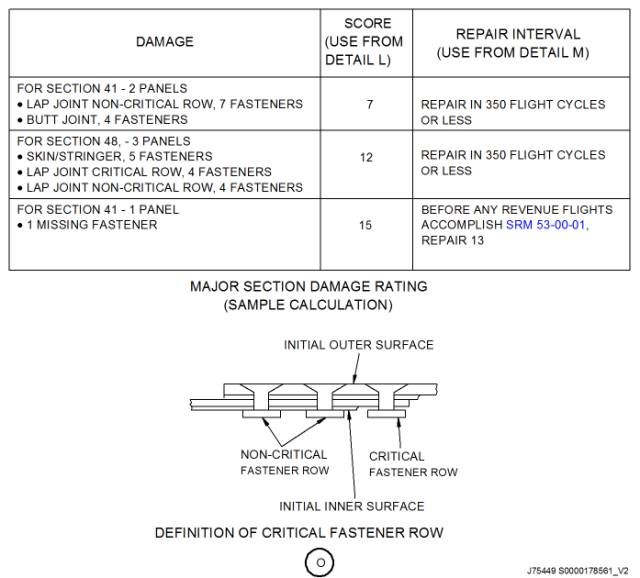 DAMAGE
SCORE
(USE FROM
DETAIL L)
REPAIR INTERVAL
(USE FROM DETAIL M)
FOR SECTION 41 - 2 PANELS
• LAP JOINT NON-CRITICAL ROW, 7 FASTENERS
• BUTT JOINT, 4 FASTENERS
7
REPAIR IN 350 FLIGHT CYCLES
OR LESS
FOR SECTION 48, - 3 PANELS
• SKIN/STRINGER, 5 FASTENERS
• LAP JOINT CRITICAL ROW, 4 FASTENERS
• LAP JOINT NON-CRITICAL ROW, 4 FASTENERS
12
REPAIR IN 350 FLIGHT CYCLES
OR LESS
FOR SECTION 41 - 1 PANEL
• 1 MISSING FASTENER
15
BEFORE ANY REVENUE FLIGHTS
ACCOMPLISH SRM 53-00-01,
REPAIR 13
MAJOR SECTION DAMAGE RATING
(SAMPLE CALCULATION)
INITIAL OUTER SURFACE
NON-CRITICAL
FASTENER ROW
CRITICAL
FASTENER ROW
INITIAL INNER SURFACE
DEFINITION OF CRITICAL FASTENER ROW
O
J75449 S0000178561_V2